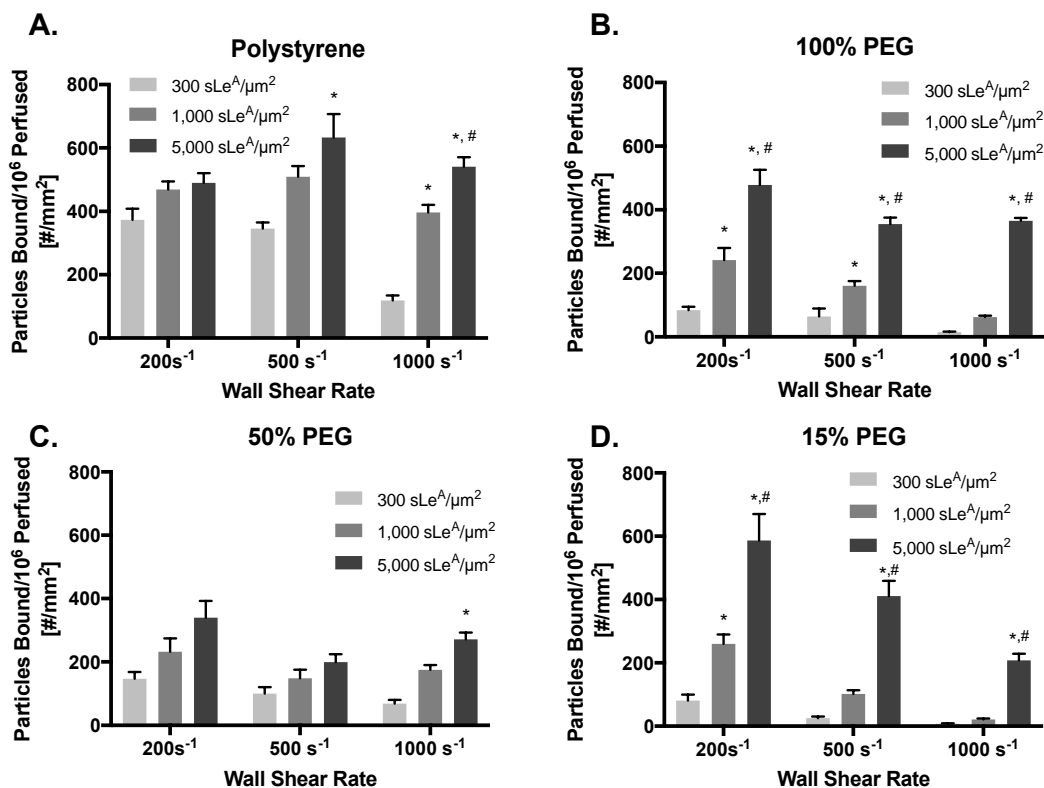 A.
Polystyrene
300 sLeᴬ/µm²
1,000 sLeᴬ/µm²
5,000 sLeᴬ/µm²
Particles Bound/10⁶ Perfused
[#/mm²]
800
600
400
200
0
*
*
*, #
200s⁻¹
500 s⁻¹
1000 s⁻¹
Wall Shear Rate
B.
100% PEG
300 sLeᴬ/µm²
1,000 sLeᴬ/µm²
5,000 sLeᴬ/µm²
Particles Bound/10⁶ Perfused
[#/mm²]
800
600
400
200
0
*
*, #
*
*, #
*, #
200s⁻¹
500 s⁻¹
1000 s⁻¹
Wall Shear Rate
C.
50% PEG
300 sLeᴬ/µm²
1,000 sLeᴬ/µm²
5,000 sLeᴬ/µm²
Particles Bound/10⁶ Perfused
[#/mm²]
800
600
400
200
0
*
200s⁻¹
500 s⁻¹
1000 s⁻¹
Wall Shear Rate
D.
15% PEG
300 sLeᴬ/µm²
1,000 sLeᴬ/µm²
5,000 sLeᴬ/µm²
Particles Bound/10⁶ Perfused
[#/mm²]
800
600
400
200
0
*
*,#
*,#
*,#
200s⁻¹
500 s⁻¹
1000 s⁻¹
Wall Shear Rate